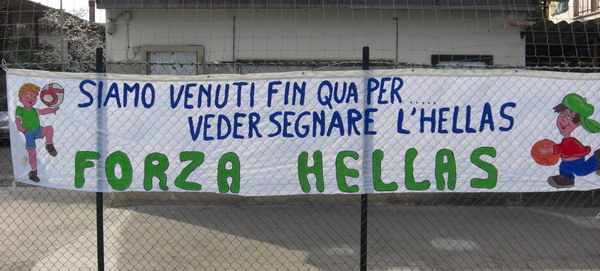 SIAMO VENUTI FIN QUA PER.....
VEDER SEGNARE L'HELLAS
FORZA HELLAS